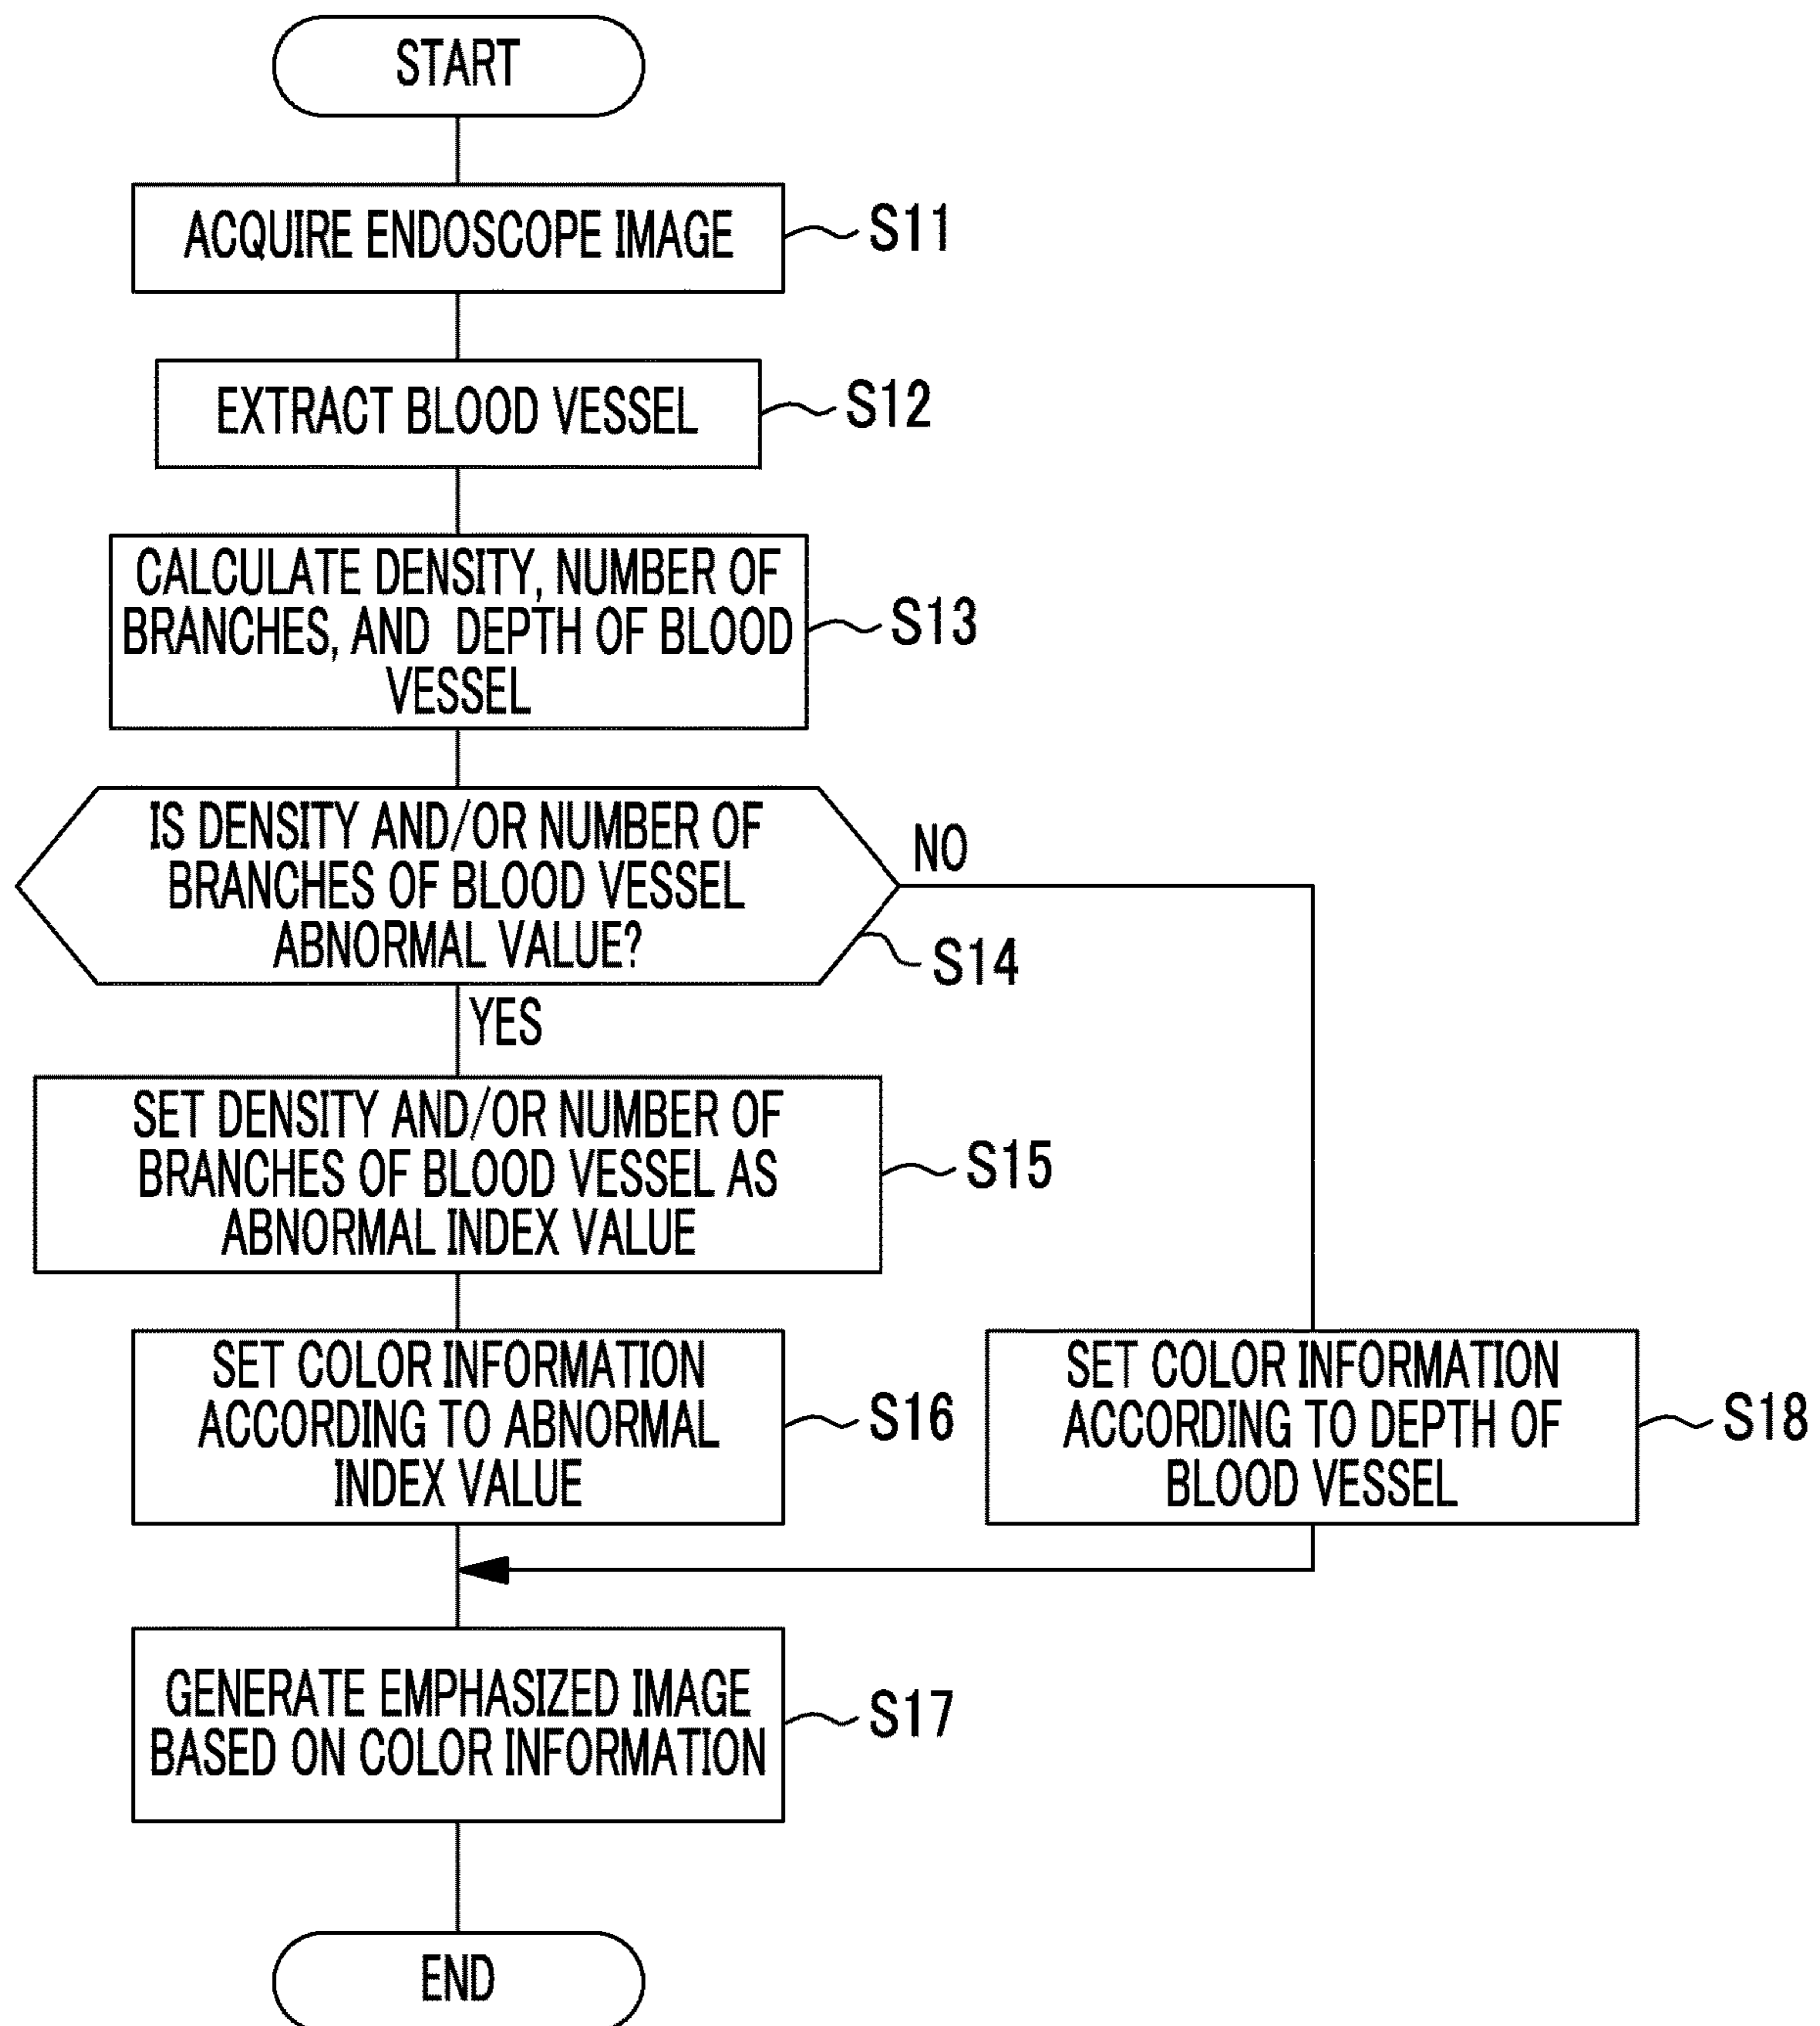 START
ACQUIRE ENDOSCOPE IMAGE
S11
EXTRACT BLOOD VESSEL
S12
CALCULATE DENSITY, NUMBER OF
BRANCHES, AND DEPTH OF BLOOD
VESSEL
S13
IS DENSITY AND/OR NUMBER OF
BRANCHES OF BLOOD VESSEL
ABNORMAL VALUE?
NO
S14
YES
SET DENSITY AND/OR NUMBER OF
BRANCHES OF BLOOD VESSEL AS
ABNORMAL INDEX VALUE
S15
SET COLOR INFORMATION
ACCORDING TO ABNORMAL
INDEX VALUE
S16
SET COLOR INFORMATION
ACCORDING TO DEPTH OF
BLOOD VESSEL
S18
GENERATE EMPHASIZED IMAGE
BASED ON COLOR INFORMATION
S17
END